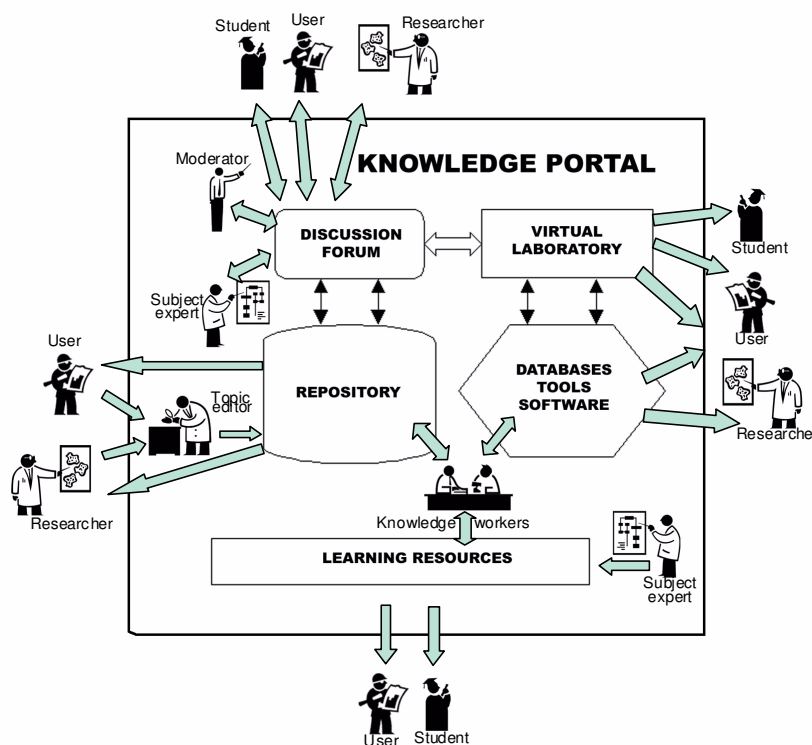 Student
User
Researcher
Moderator
KNOWLEDGE PORTAL
DISCUSSION
FORUM
VIRTUAL
LABORATORY
Student
Subject
expert
User
User
REPOSITORY
DATABASES
TOOLS
SOFTWARE
Topic
editor
Researche
Researcher
Knowledge workers
LEARNING RESOURCES
Subject
expert
User
Student